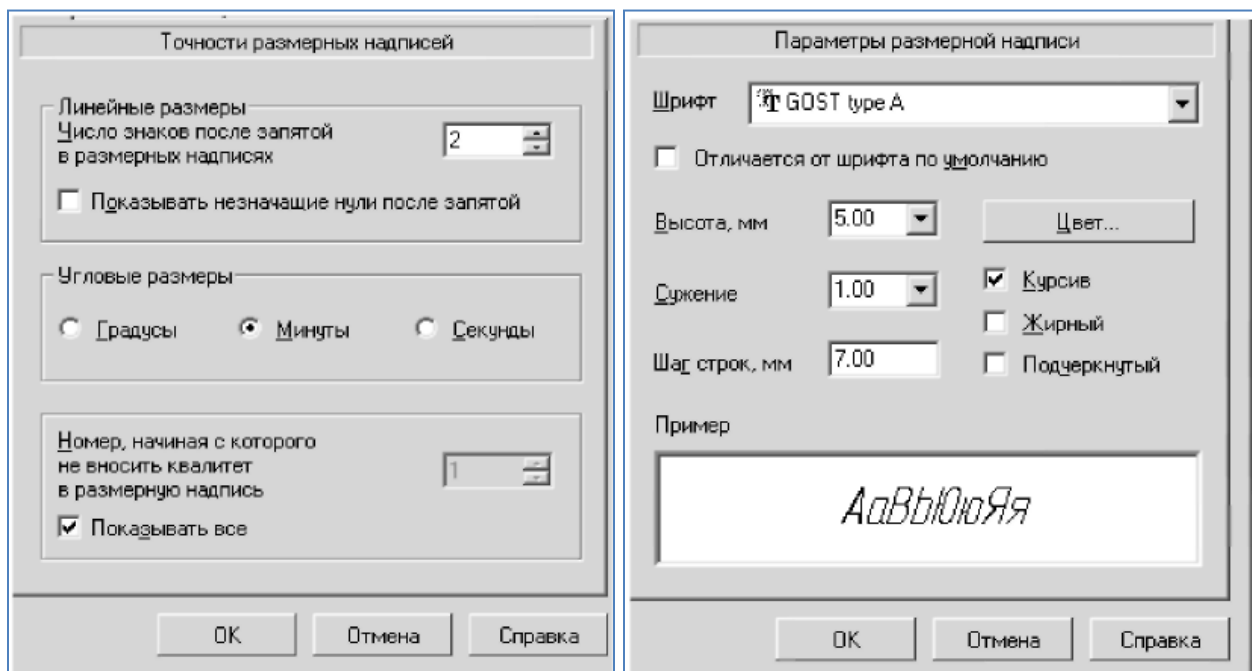 Точности размерных надписей
Линейные размеры
Число знаков после запятой
в размерных надписях
2
Показывать незначащие нули после запятой
Угловые размеры
Градусы
Минуты
Секунды
Номер, начиная с которого
не вносить квалитет
в размерную надпись
1
Показывать все
OK
Отмена
Справка
Параметры размерной надписи
Шрифт
GOST type A
Отличается от шрифта по умолчанию
Высота, мм
5.00
Цвет...
Сужение
1.00
Курсив
Жирный
Шаг строк, мм
7.00
Подчеркнутый
Пример
АаВЫЮюЯя
OK
Отмена
Справка